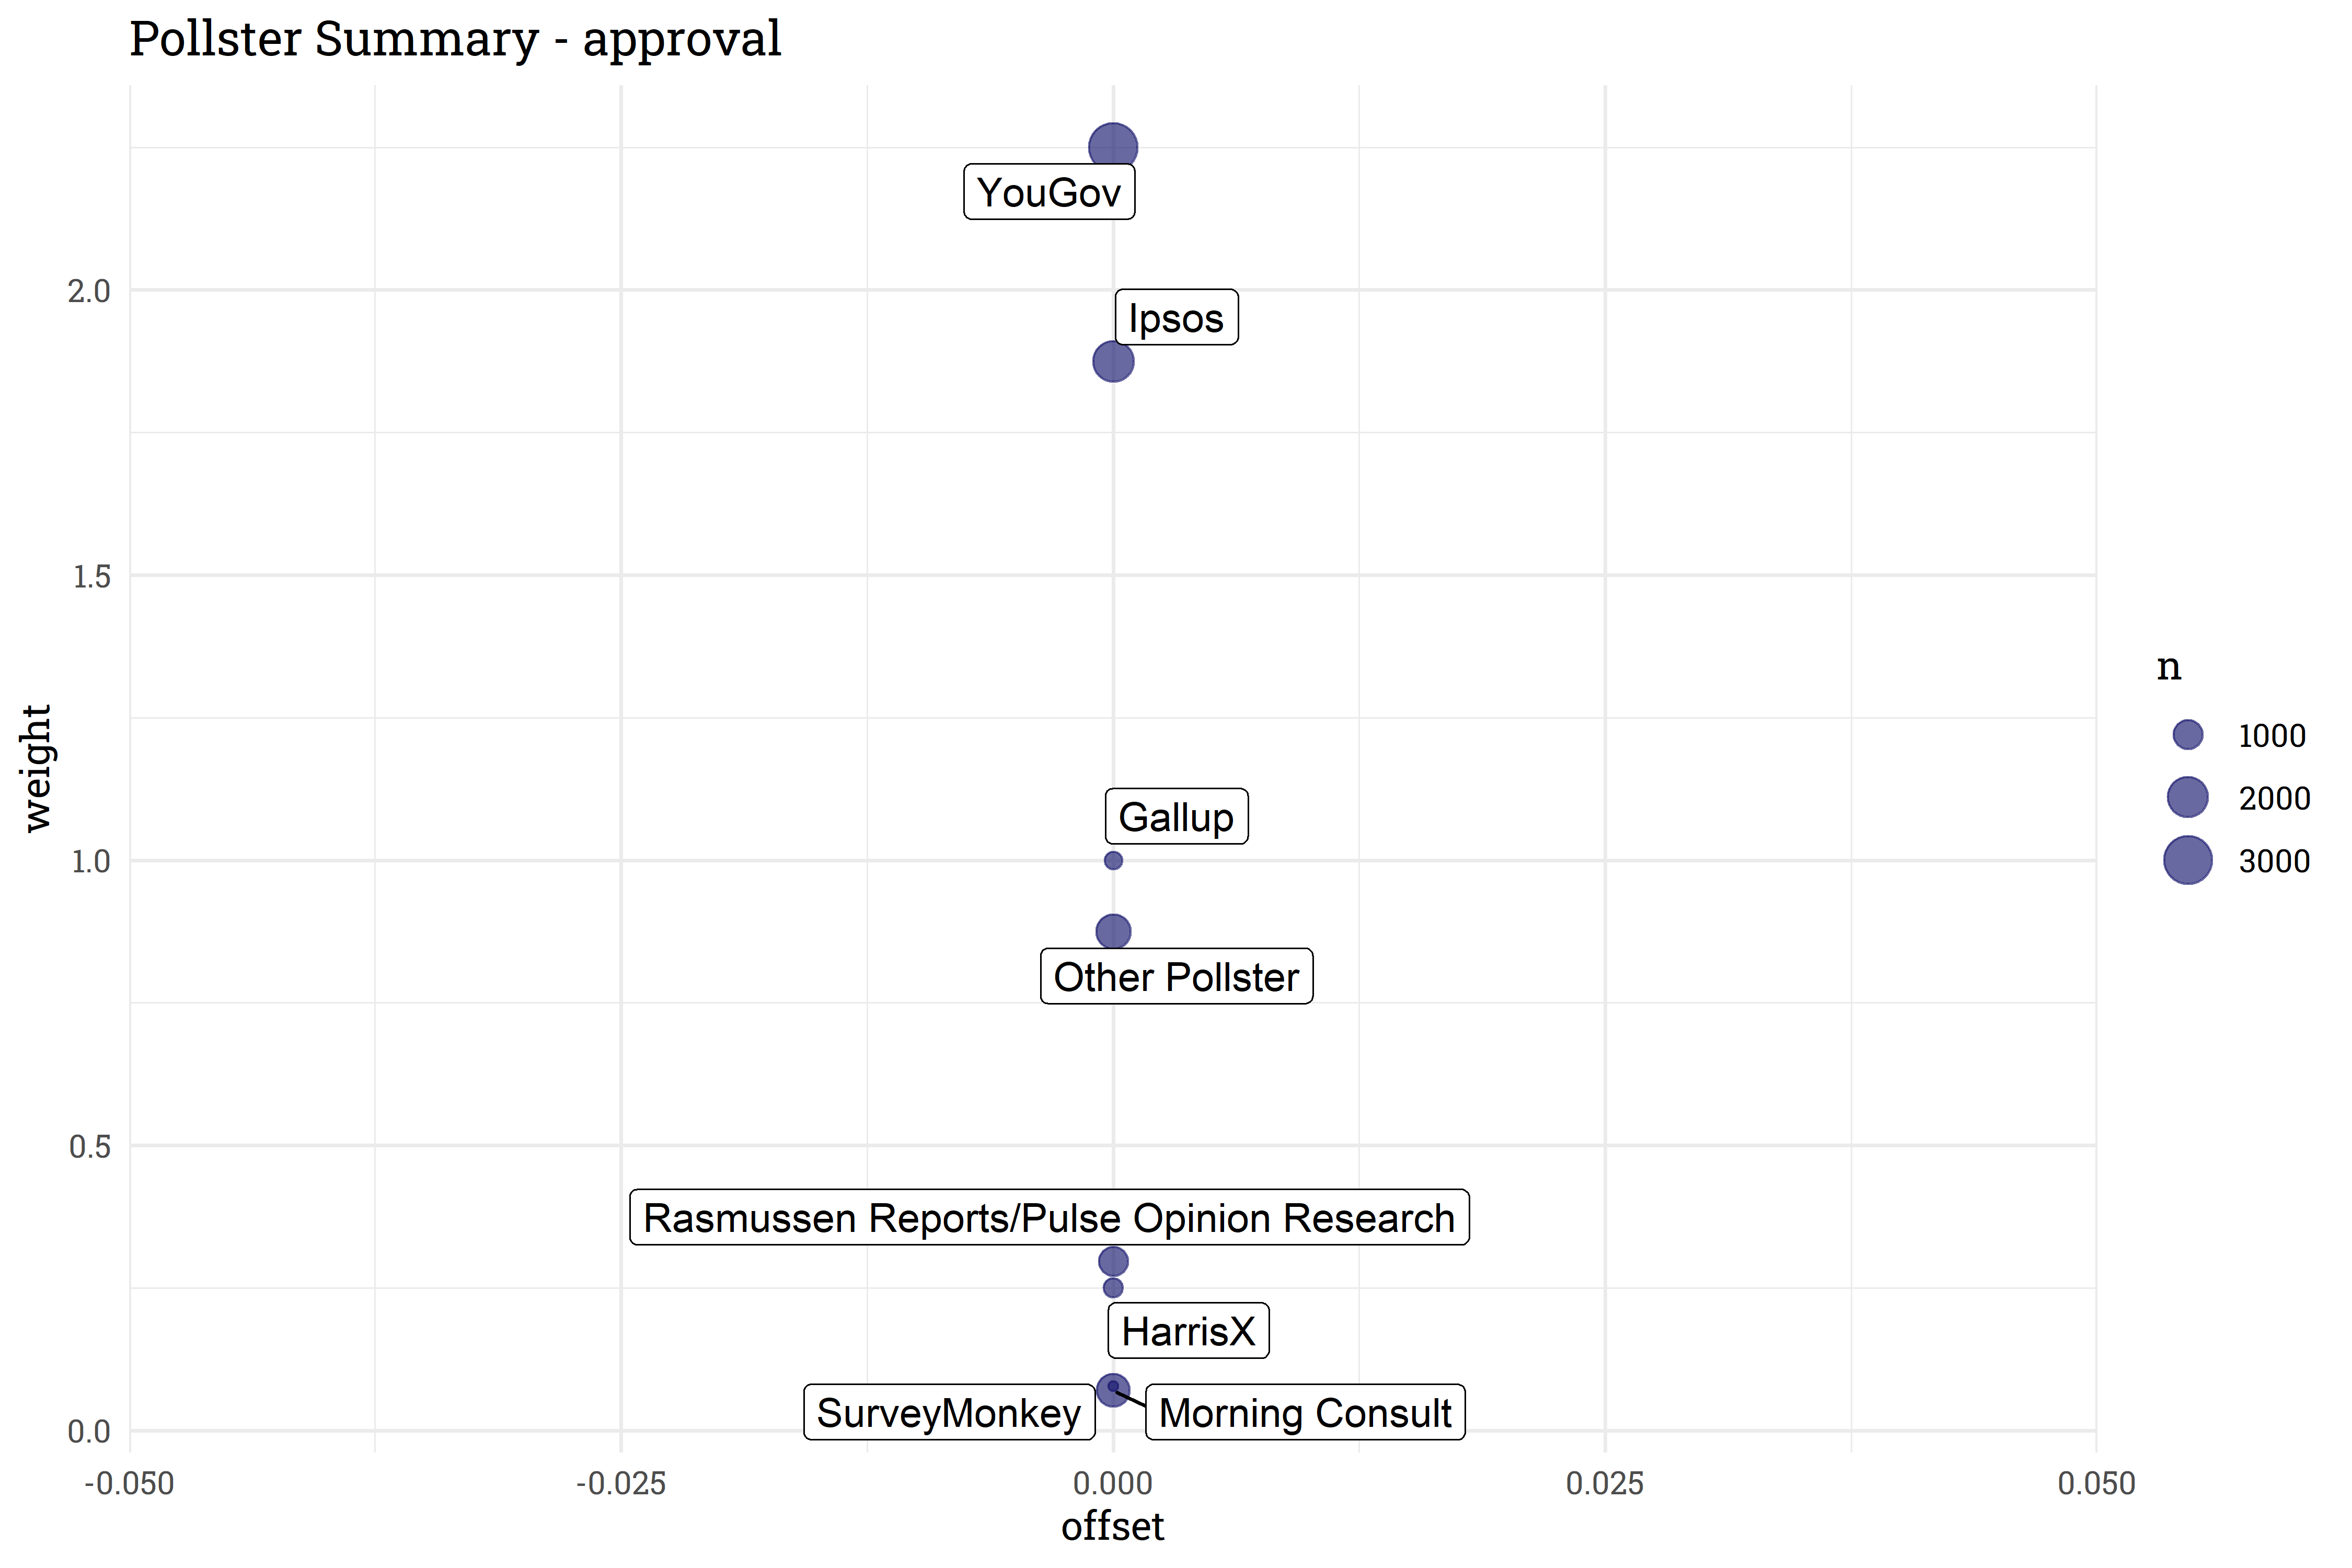 Pollster Summary - approval
YouGov
2.0
Ipsos
1.5
n
1000
weight
2000
Gallup
1.0
3000
Other Pollster
0.5
Rasmussen Reports/Pulse Opinion Research
HarrisX
SurveyMonkey
Morning Consult
0.0
-0.050
-0.025
0.000
0.025
0.050
offset